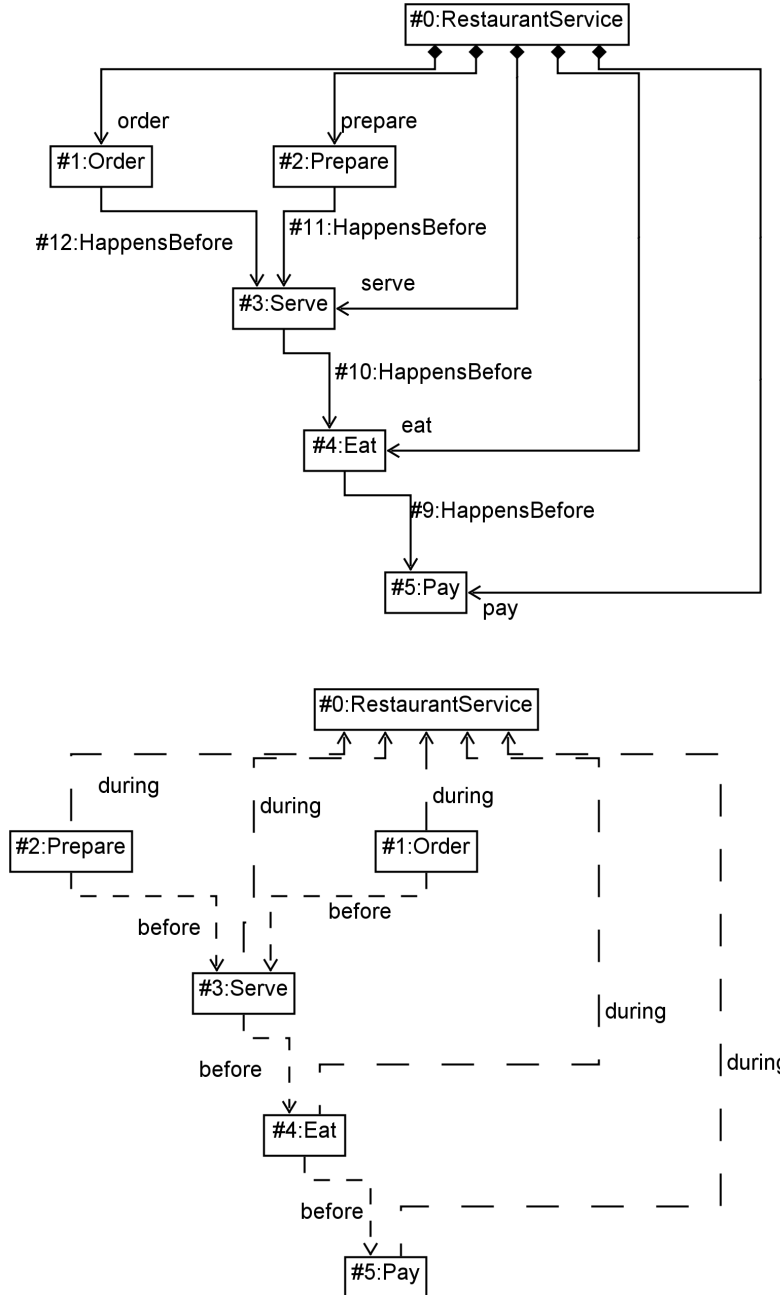 #0:RestaurantService
order
prepare
#1:Order
#2:Prepare
#12:HappensBefore
#11:HappensBefore
serve
#3:Serve
#10:HappensBefore
eat
#4:Eat
#9:HappensBefore
#5:Pay
pay
#0:RestaurantService
during
during
during
#2:Prepare
#1:Order
before
before
#3:Serve
during
before
during
#4:Eat
before
#5:Pay